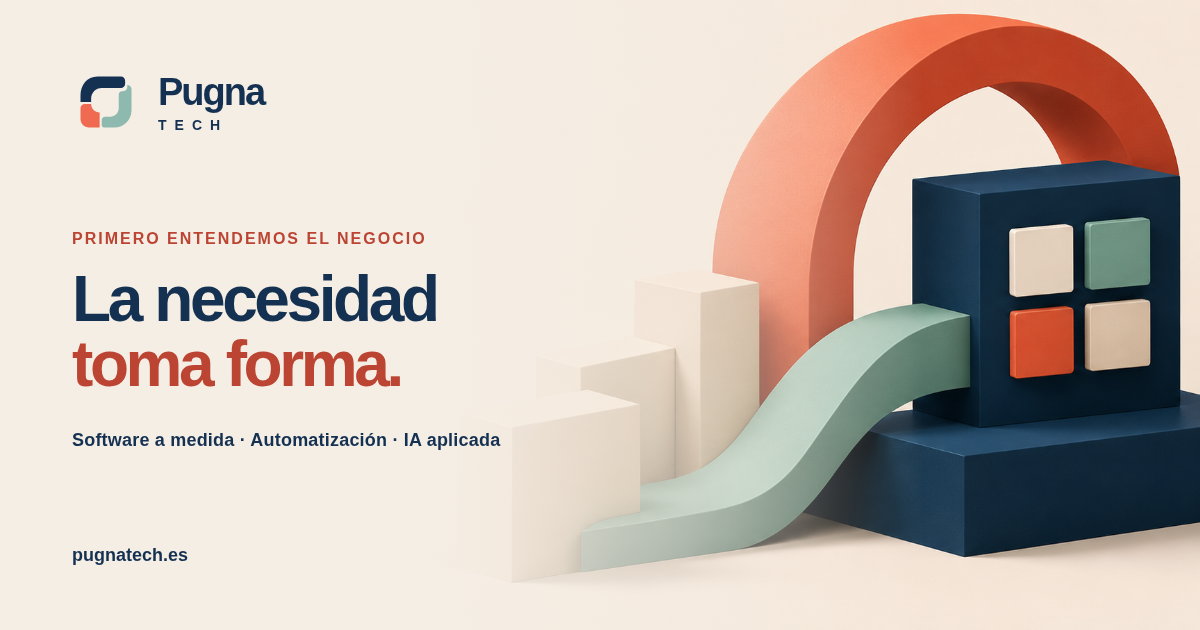 Pugna
TECH
PRIMERO ENTENDEMOS EL NEGOCIO
La necesidad
toma forma.
Software a medida · Automatización · IA aplicada
pugnatech.es